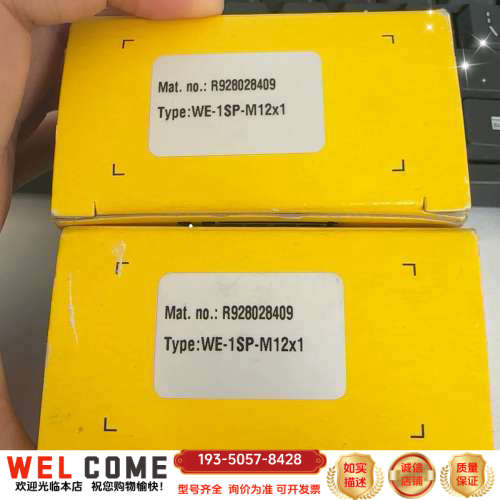 Mat. no.: R928028409
Type:WE-1SP-M12x1
Mat. no.: R928028409
Type:WE-1SP-M12x1
WEL COME
欢迎光临本店 祝您购物愉快!
193-5057-8428
型号齐全 询价为准 可开发票
如实
描述
诚信
店铺
质量
保证